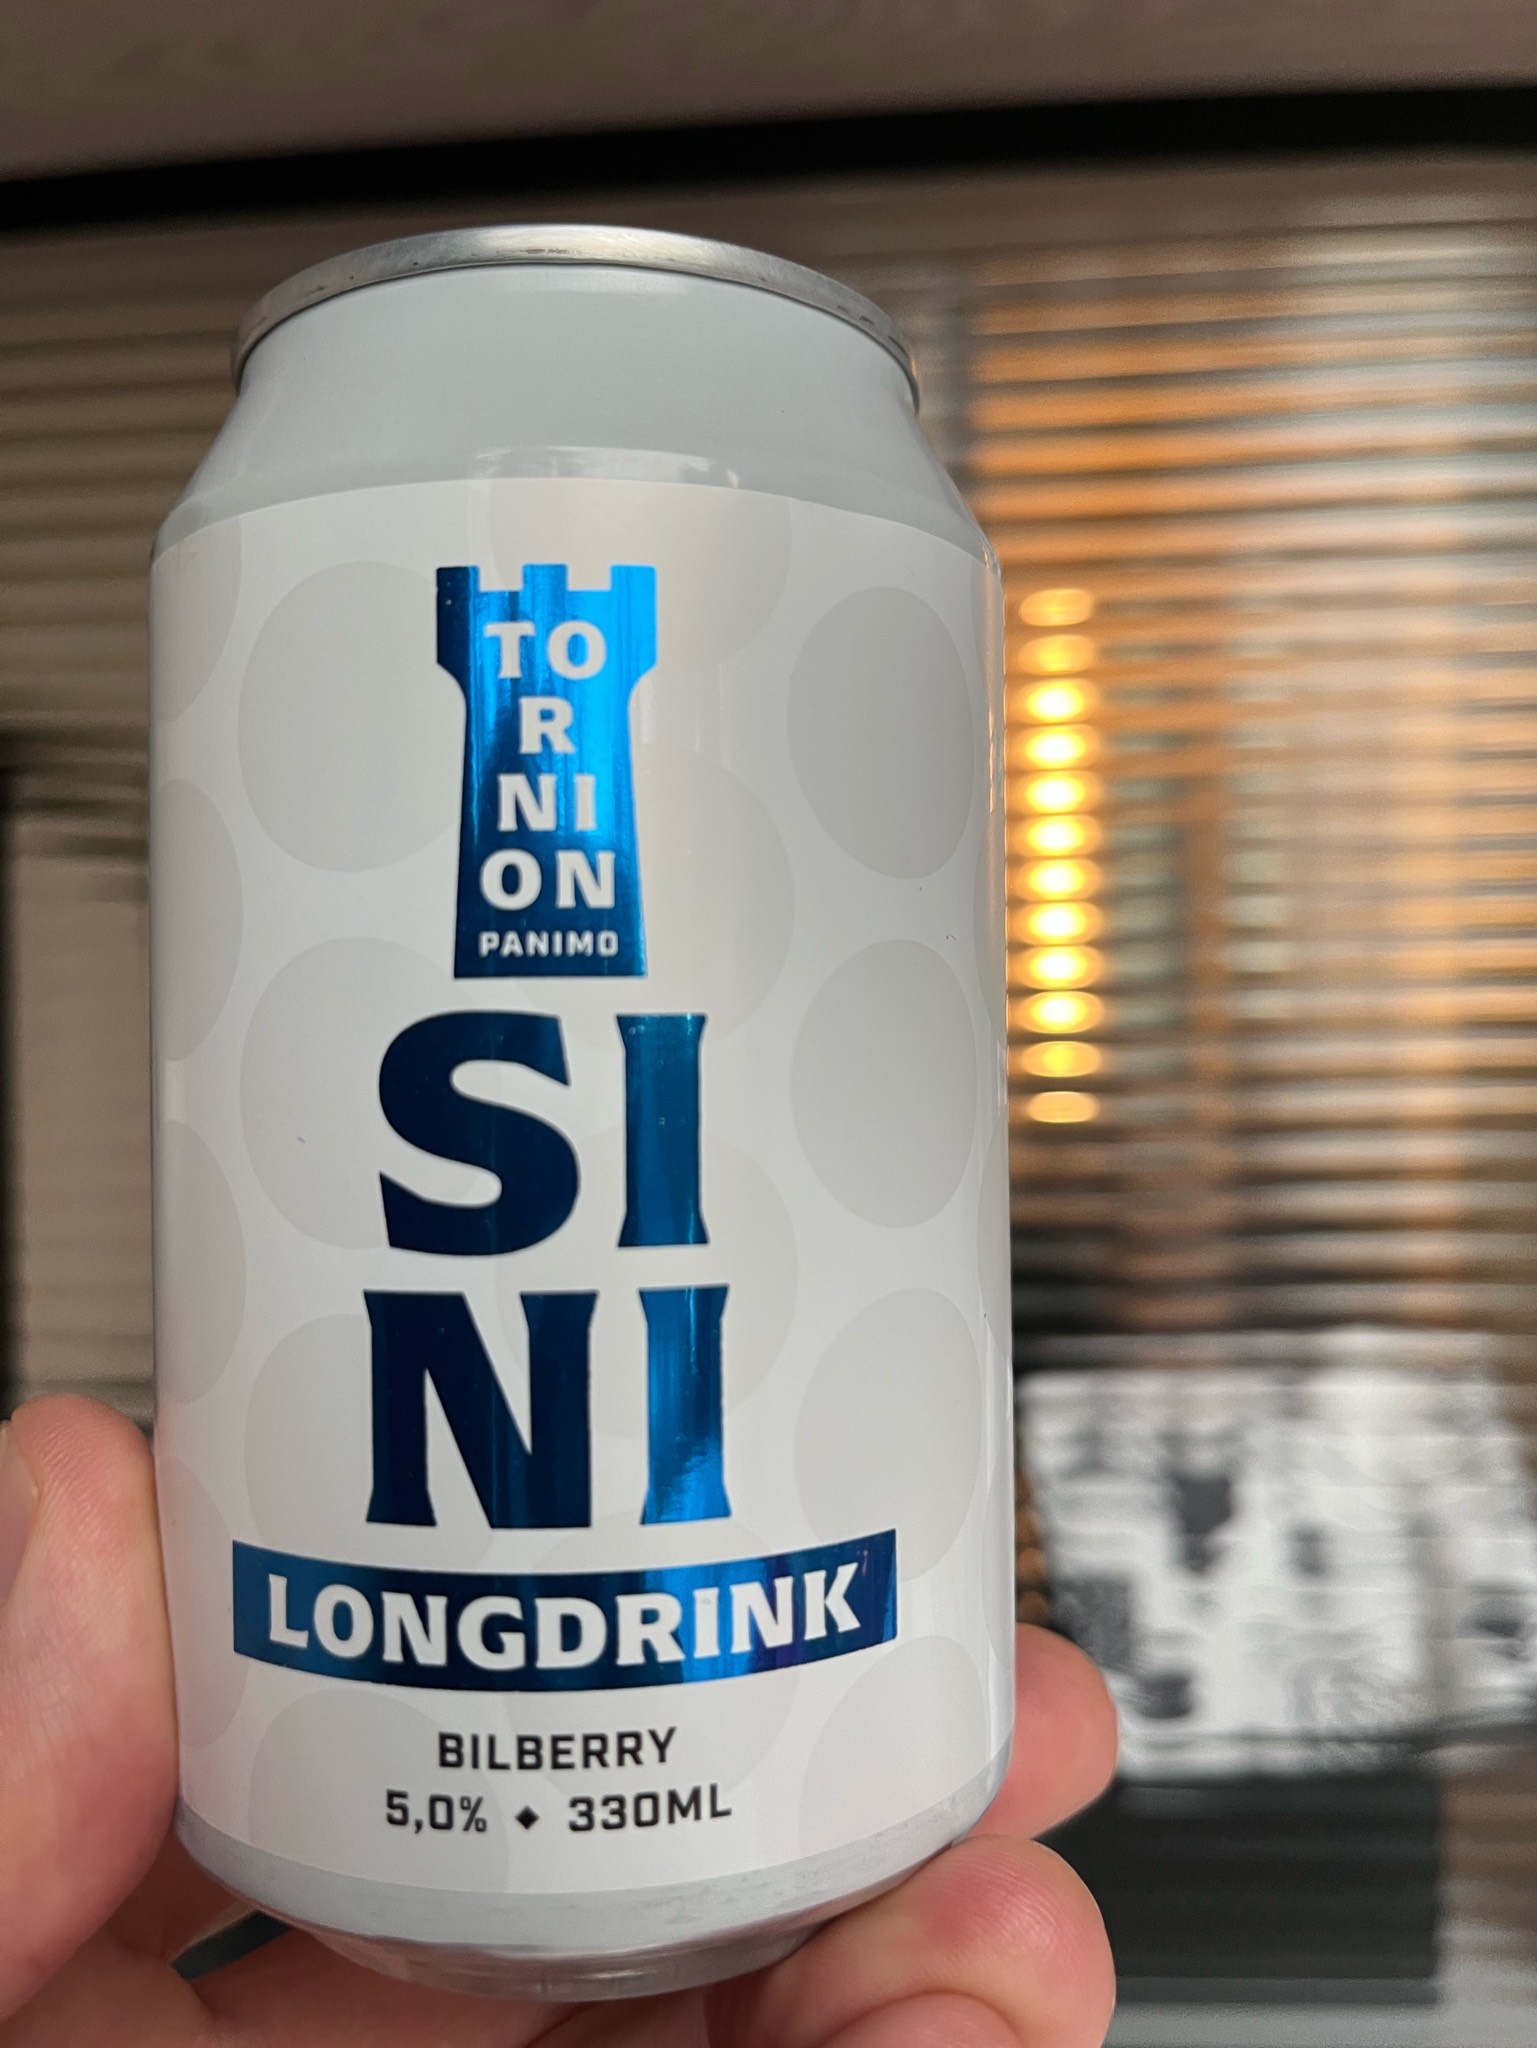 TO
R
NI
ON
PANIMO
SI
NI
LONGDRINK
BILBERRY
5,0% ◆ 330ML